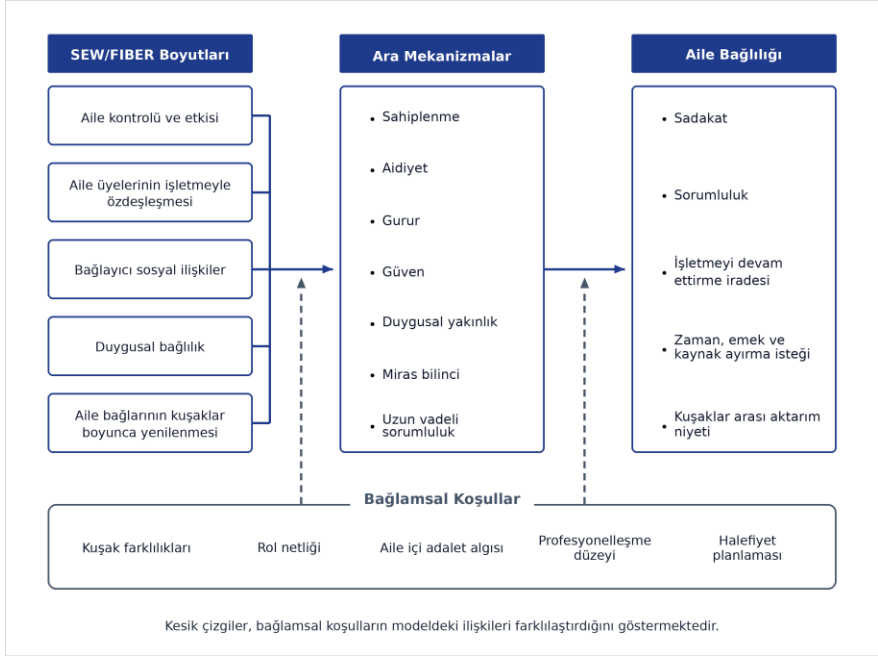 SEW/FIBER Boyutları
Aile kontrolü ve etkisi
Aile üyelerinin işletmeyle
özdeşleşmesi
Bağlayıcı sosyal ilişkiler
Duygusal bağlılık
Aile bağlarının kuşaklar
boyunca yenilenmesi
Ara Mekanizmalar
• Sahiplenme
• Aidiyet
• Gurur
• Güven
• Duygusal yakınlık
• Miras bilinci
• Uzun vadeli
sorumluluk
Aile Bağlılığı
• Sadakat
• Sorumluluk
• İşletmeyi devam
ettirme iradesi
• Zaman, emek ve
kaynak ayırma isteği
• Kuşaklar arası aktarım
niyeti
Bağlamsal Koşullar
Kuşak farklılıkları
Rol netliği
Aile içi adalet algısı
Profesyonelleşme
düzeyi
Halefiyet
planlaması
Kesik çizgiler, bağlamsal koşulların modeldeki ilişkileri farklılaştırdığını göstermektedir.